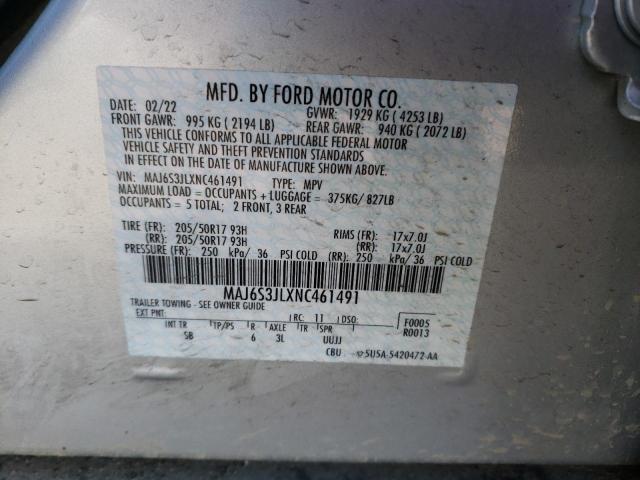 MFD. BY FORD MOTOR CO.
DATE: 02/22 GVWR: 1929 KG ( 4253 LB)
FRONT GAWR: 995 KG ( 2194 LB) REAR GAWR: 940 KG ( 2072 LB)
THIS VEHICLE CONFORMS TO ALL APPLICABLE FEDERAL MOTOR
VEHICLE SAFETY AND THEFT PREVENTION STANDARDS
IN EFFECT ON THE DATE OF MANUFACTURE SHOWN ABOVE.
VIN: MAJ6S3JLXNC461491 TYPE: MPV
MAXIMUM LOAD = OCCUPANTS + LUGGAGE = 375KG/ 827LB
OCCUPANTS = 5 TOTAL; 2 FRONT, 3 REAR
TIRE (FR): 205/50R17 93H RIMS (FR): 17x7.0J
(RR): 205/50R17 93H (RR): 17x7.0J
PRESSURE (FR): 250 kPa/ 36 PSI COLD (RR): 250 kPa/36 PSI COLD
MAJ6S3JLXNC461491
TRAILER TOWING - SEE OWNER GUIDE
EXT PNT: RC: 11 DSO: F0005
R0013
INT TR TP/PS R AXLE TR SPR
SB 6 3L UUJJ
CBU 5U5A-5420472-AA